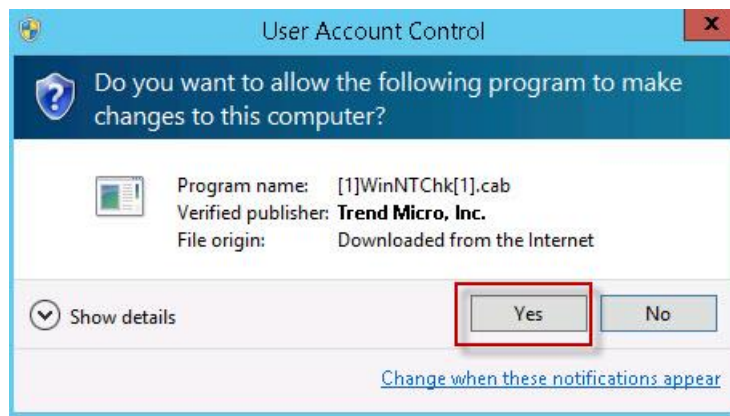 User Account Control
x
Do you want to allow the following program to make
changes to this computer?
Program name: [1]WinNTChk[1].cab
Verified publisher: Trend Micro, Inc.
File origin: Downloaded from the Internet
Show details
Yes
No
Change when these notifications appear